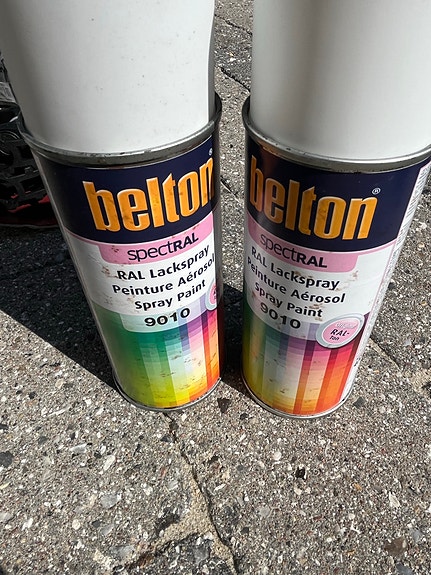 belton
spectRAL
RAL Lackspray
Peinture Aérosol
Spray Paint
9010
belton®
spectRAL
RAL Lackspray
Peinture Aérosol
Spray Paint
9010
RAL-
ton